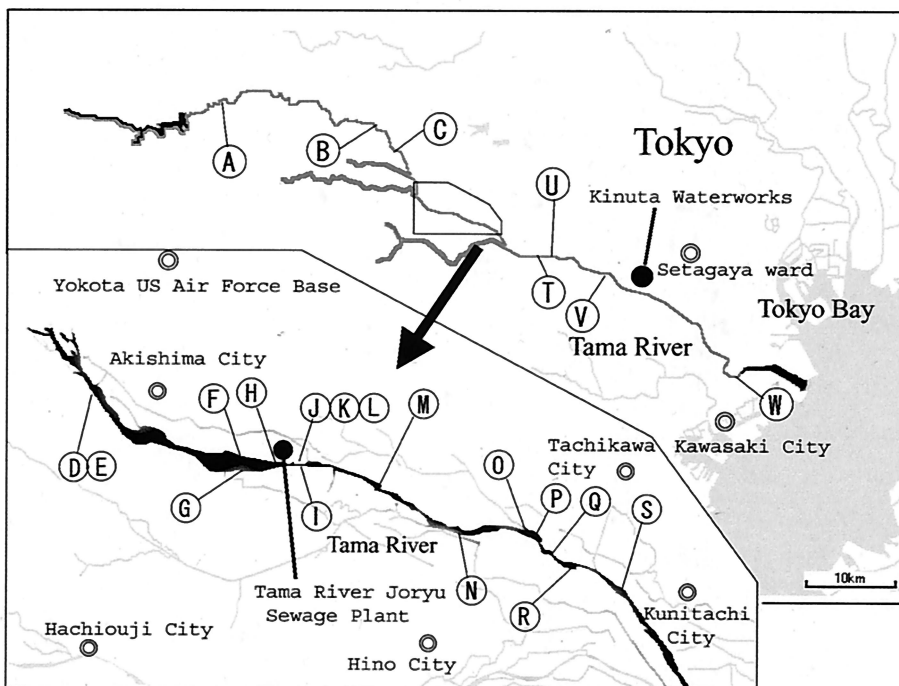 A
B
C
Tokyo
U
Kinuta Waterworks
Setagaya ward
T
V
Tokyo Bay
Tama River
W
Kawasaki City
10km
Yokota US Air Force Base
Akishima City
F
H
J K L
M
D E
G
I
Tama River
N
O
Tachikawa
City
P
Q
S
R
Tama River Joryu
Sewage Plant
Kunitachi
City
Hachiouji City
Hino City